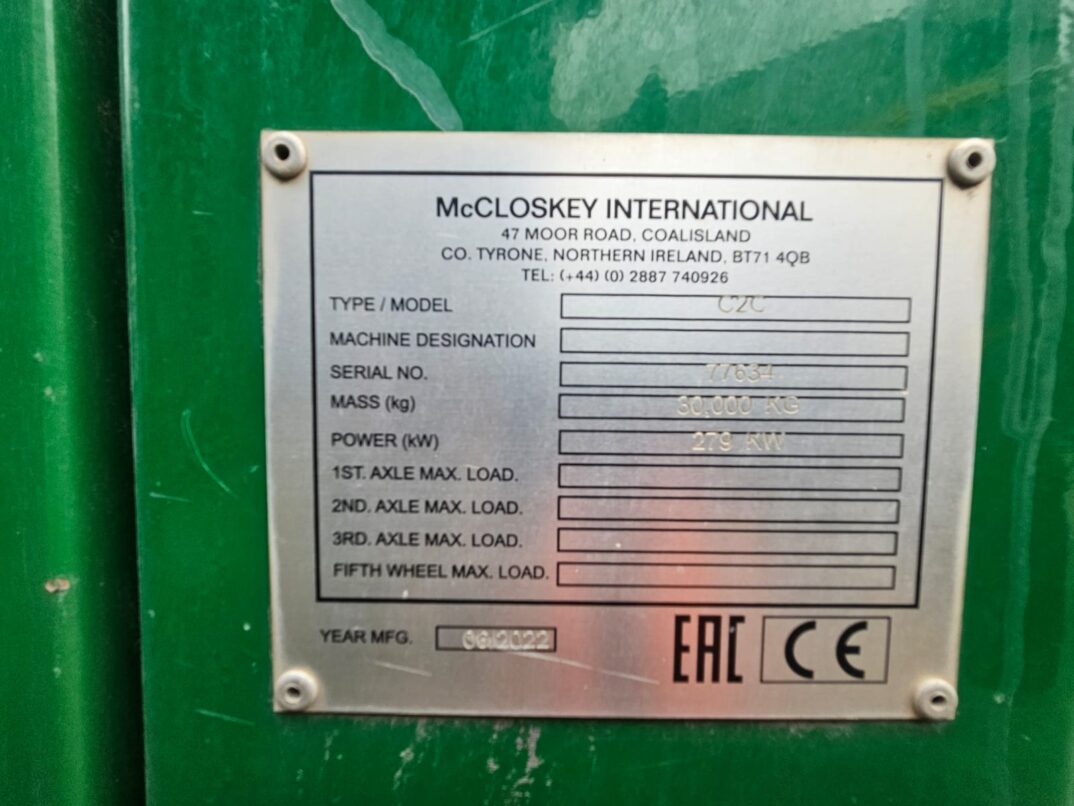 McCLOSKEY INTERNATIONAL
47 MOOR ROAD, COALISLAND
CO. TYRONE, NORTHERN IRELAND, BT71 4QB
TEL: (+44) (0) 2887 740926
TYPE / MODEL C2C
MACHINE DESIGNATION
SERIAL NO. 77634
MASS (kg) 30,000 KG
POWER (kW) 279 KW
1ST. AXLE MAX. LOAD.
2ND. AXLE MAX. LOAD.
3RD. AXLE MAX. LOAD.
FIFTH WHEEL MAX. LOAD.
YEAR MFG. 06/2022 EAC CE